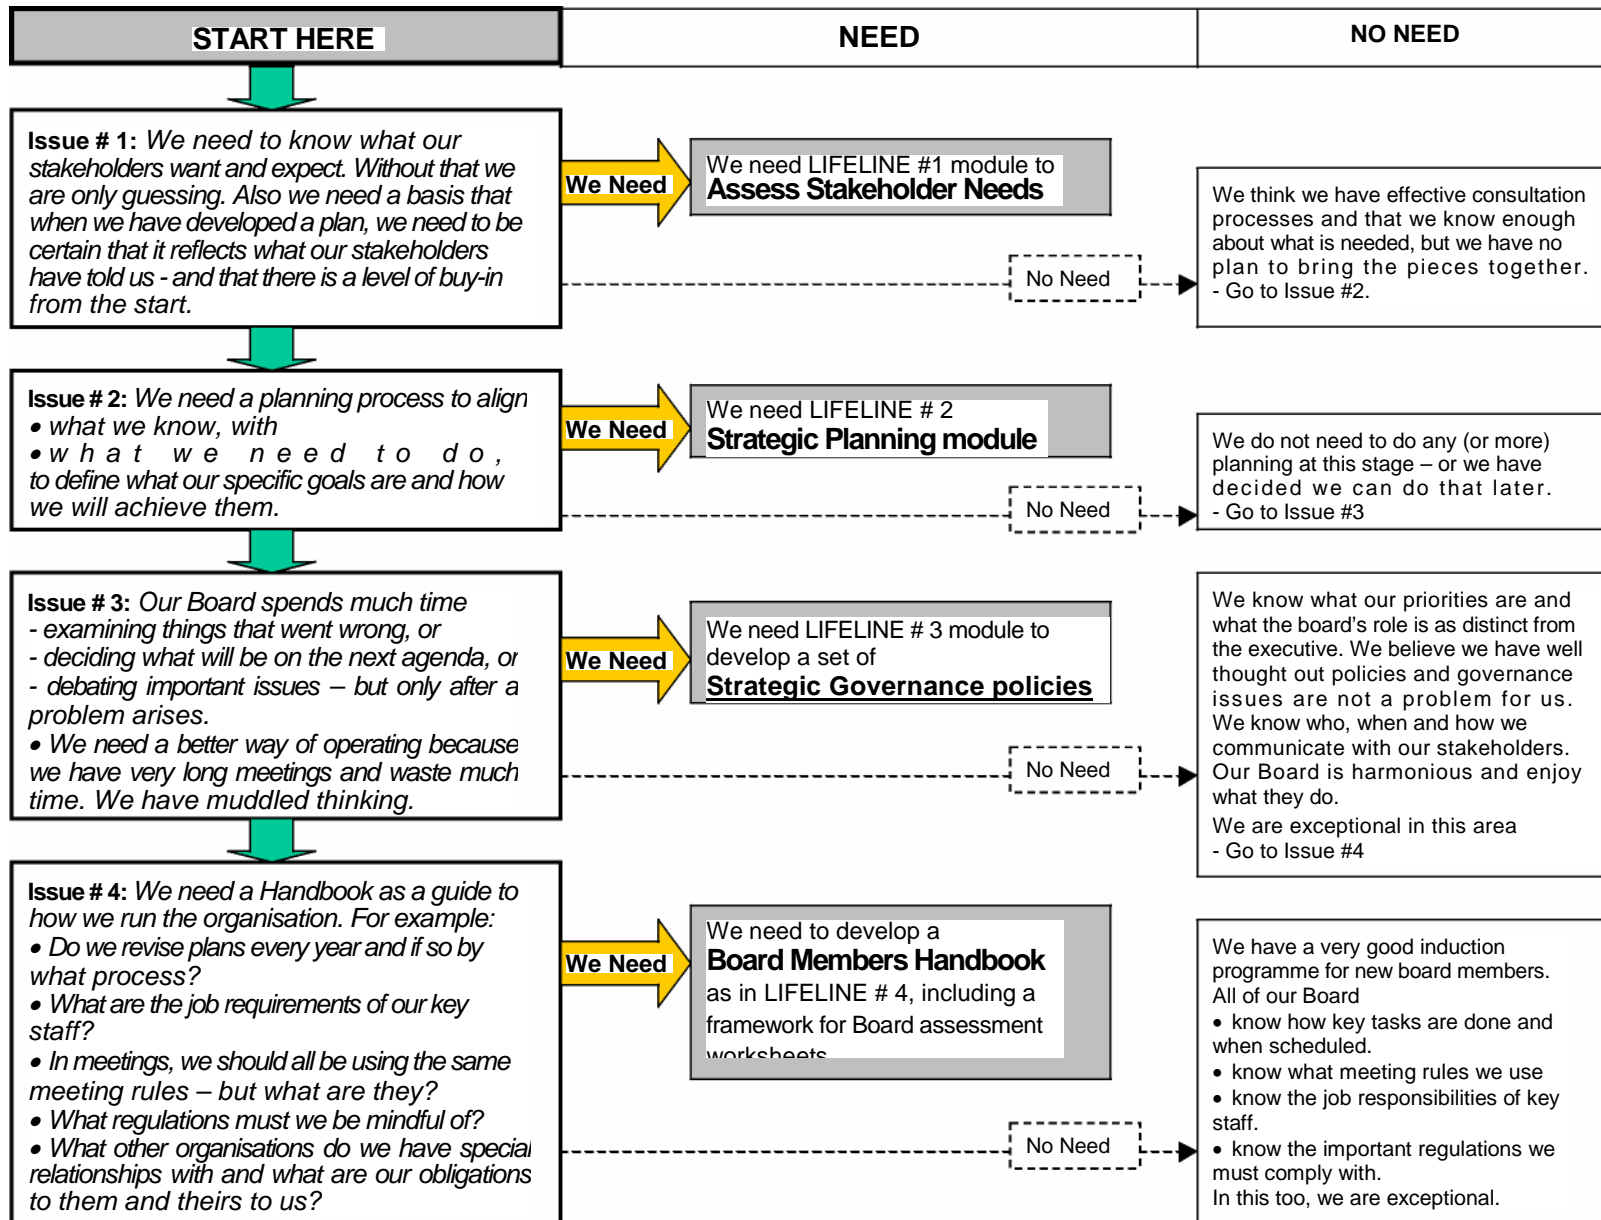 START HERE
NEED
NO NEED
Issue # 1: We need to know what our
stakeholders want and expect. Without that we
are only guessing. Also we need a basis that
when we have developed a plan, we need to be
certain that it reflects what our stakeholders
have told us - and that there is a level of buy-in
from the start.
We Need
We need LIFELINE #1 module to
Assess Stakeholder Needs
No Need
We think we have effective consultation
processes and that we know enough
about what is needed, but we have no
plan to bring the pieces together.
- Go to Issue #2.
Issue # 2: We need a planning process to align
• what we know, with
• what we need to do,
to define what our specific goals are and how
we will achieve them.
We Need
We need LIFELINE # 2
Strategic Planning module
No Need
We do not need to do any (or more)
planning at this stage – or we have
decided we can do that later.
- Go to Issue #3
Issue # 3: Our Board spends much time
- examining things that went wrong, or
- deciding what will be on the next agenda, or
- debating important issues – but only after a
problem arises.
• We need a better way of operating because
we have very long meetings and waste much
time. We have muddled thinking.
We Need
We need LIFELINE # 3 module to
develop a set of
Strategic Governance policies
No Need
We know what our priorities are and
what the board's role is as distinct from
the executive. We believe we have well
thought out policies and governance
issues are not a problem for us.
We know who, when and how we
communicate with our stakeholders.
Our Board is harmonious and enjoy
what they do.
We are exceptional in this area
- Go to Issue #4
Issue # 4: We need a Handbook as a guide to
how we run the organisation. For example:
• Do we revise plans every year and if so by
what process?
• What are the job requirements of our key
staff?
• In meetings, we should all be using the same
meeting rules – but what are they?
• What regulations must we be mindful of?
• What other organisations do we have special
relationships with and what are our obligations
to them and theirs to us?
We Need
We need to develop a
Board Members Handbook
as in LIFELINE # 4, including a
framework for Board assessment
worksheets
No Need
We have a very good induction
programme for new board members.
All of our Board
• know how key tasks are done and
when scheduled.
• know what meeting rules we use
• know the job responsibilities of key
staff.
• know the important regulations we
must comply with.
In this too, we are exceptional.